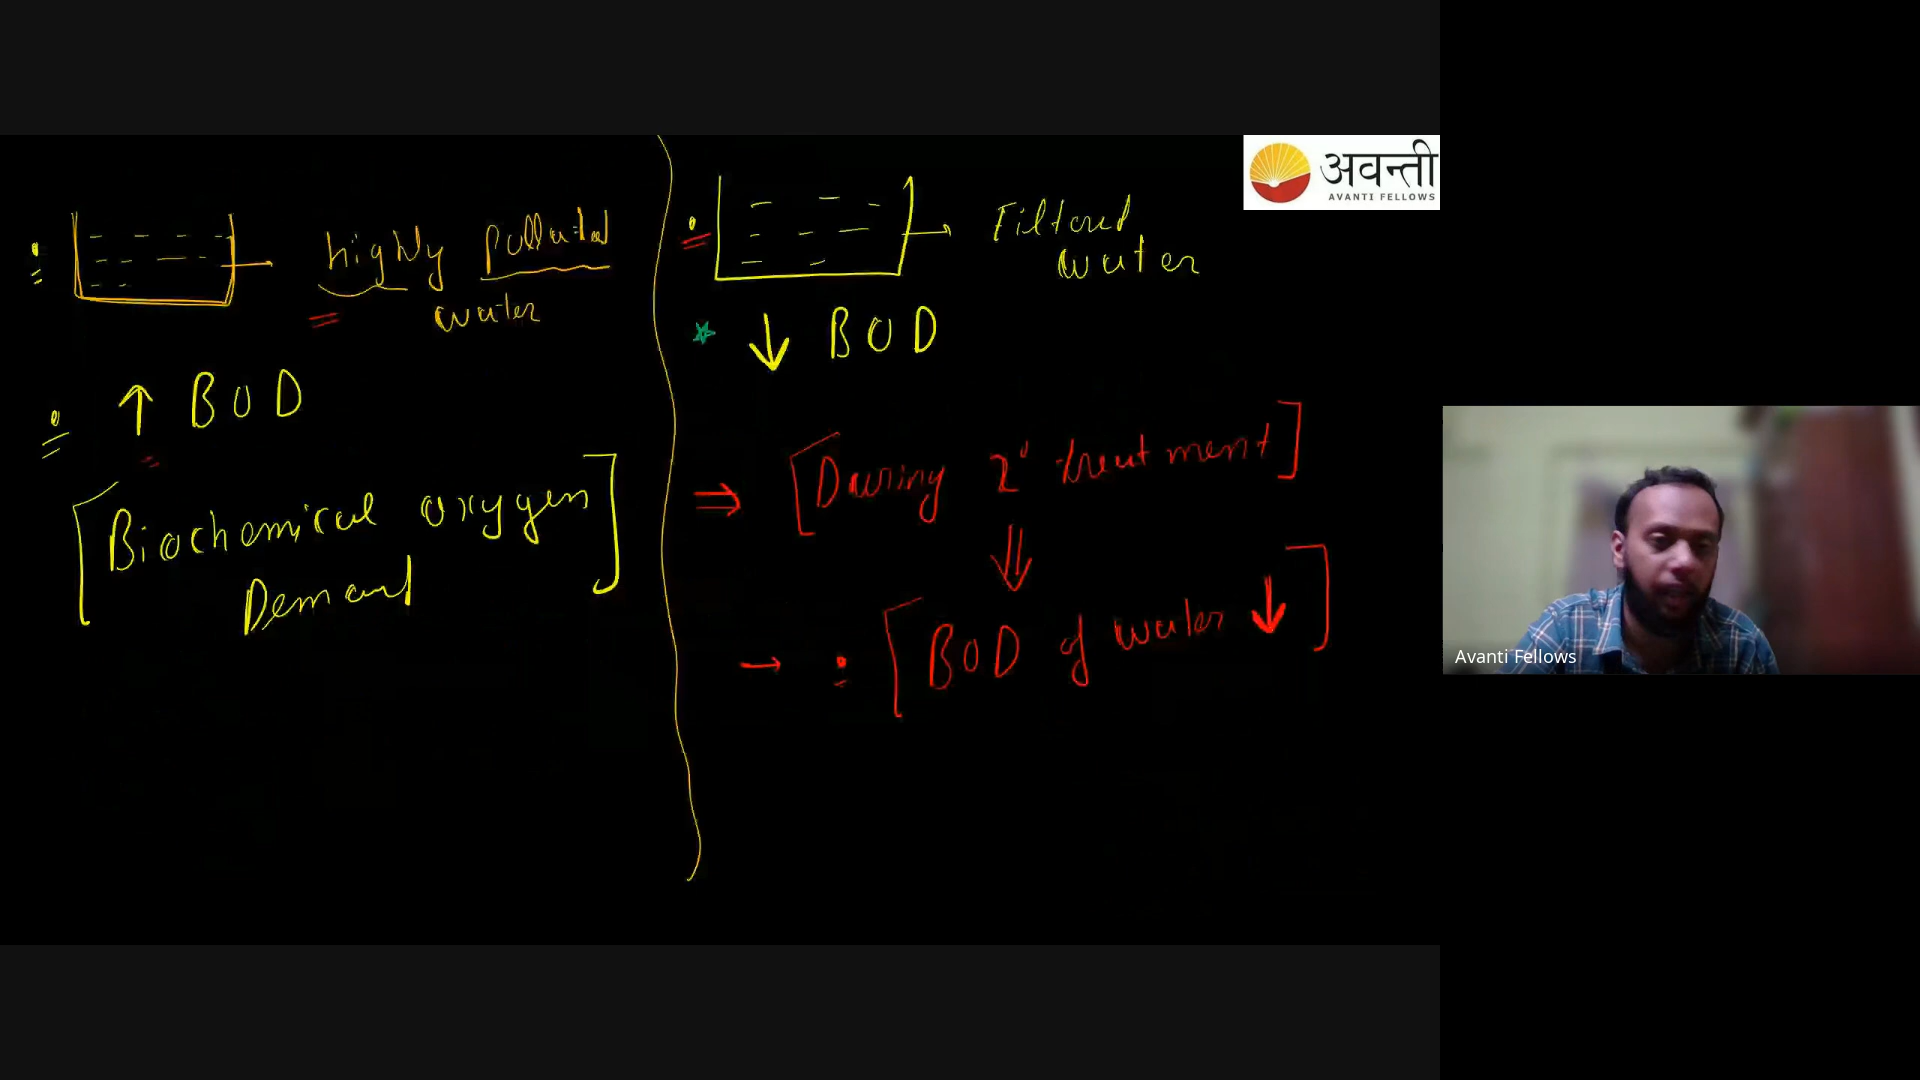 highly polluted
water
↑ BOD
[Biochemical oxygen
Demand]
Filtered
water
↓ BOD
⇒ [During 2° treatment]
→ [BOD of water ↓]
अवन्ती
AVANTI FELLOWS
Avanti Fellows